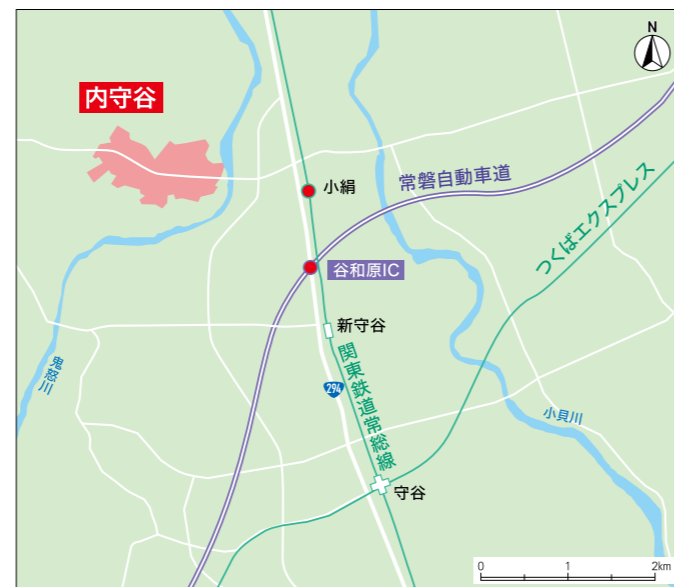 N
内守谷
小絹
常磐自動車道
つくばエクスプレス
谷和原IC
新守谷
鬼怒川
294
関東鉄道常総線
小貝川
守谷
0 1 2km